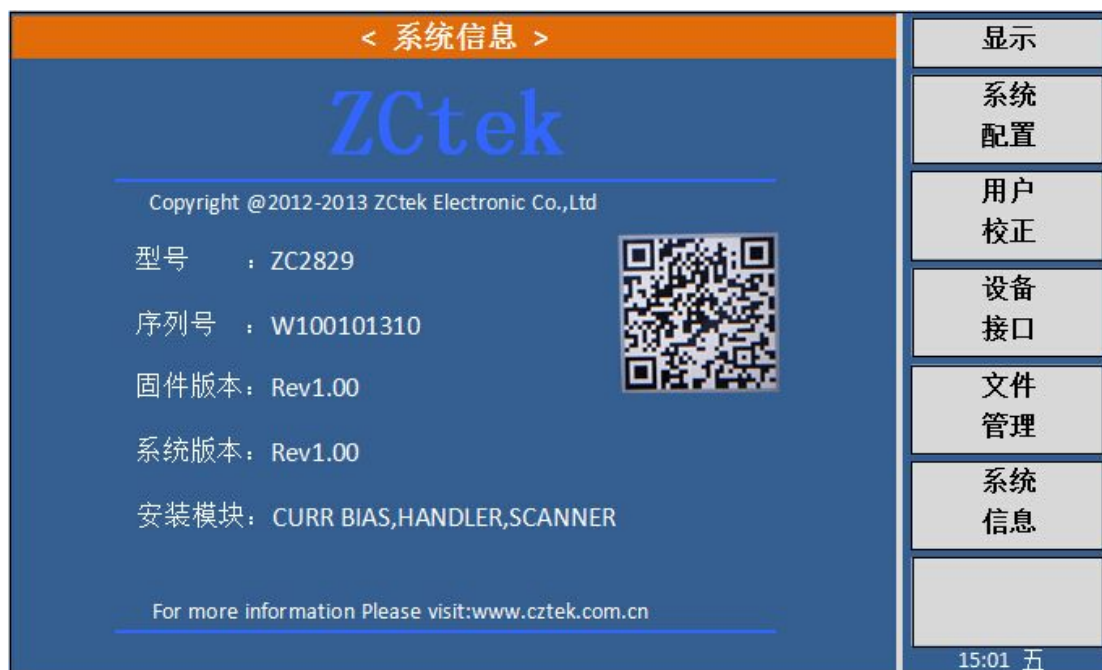 < 系统信息 >
ZCtek
Copyright @2012-2013 ZCtek Electronic Co.,Ltd
型号 : ZC2829
序列号 : W100101310
固件版本: Rev1.00
系统版本: Rev1.00
安装模块: CURR BIAS,HANDLER,SCANNER
For more information Please visit:www.cztek.com.cn
显示
系统
配置
用户
校正
设备
接口
文件
管理
系统
信息
15:01 五